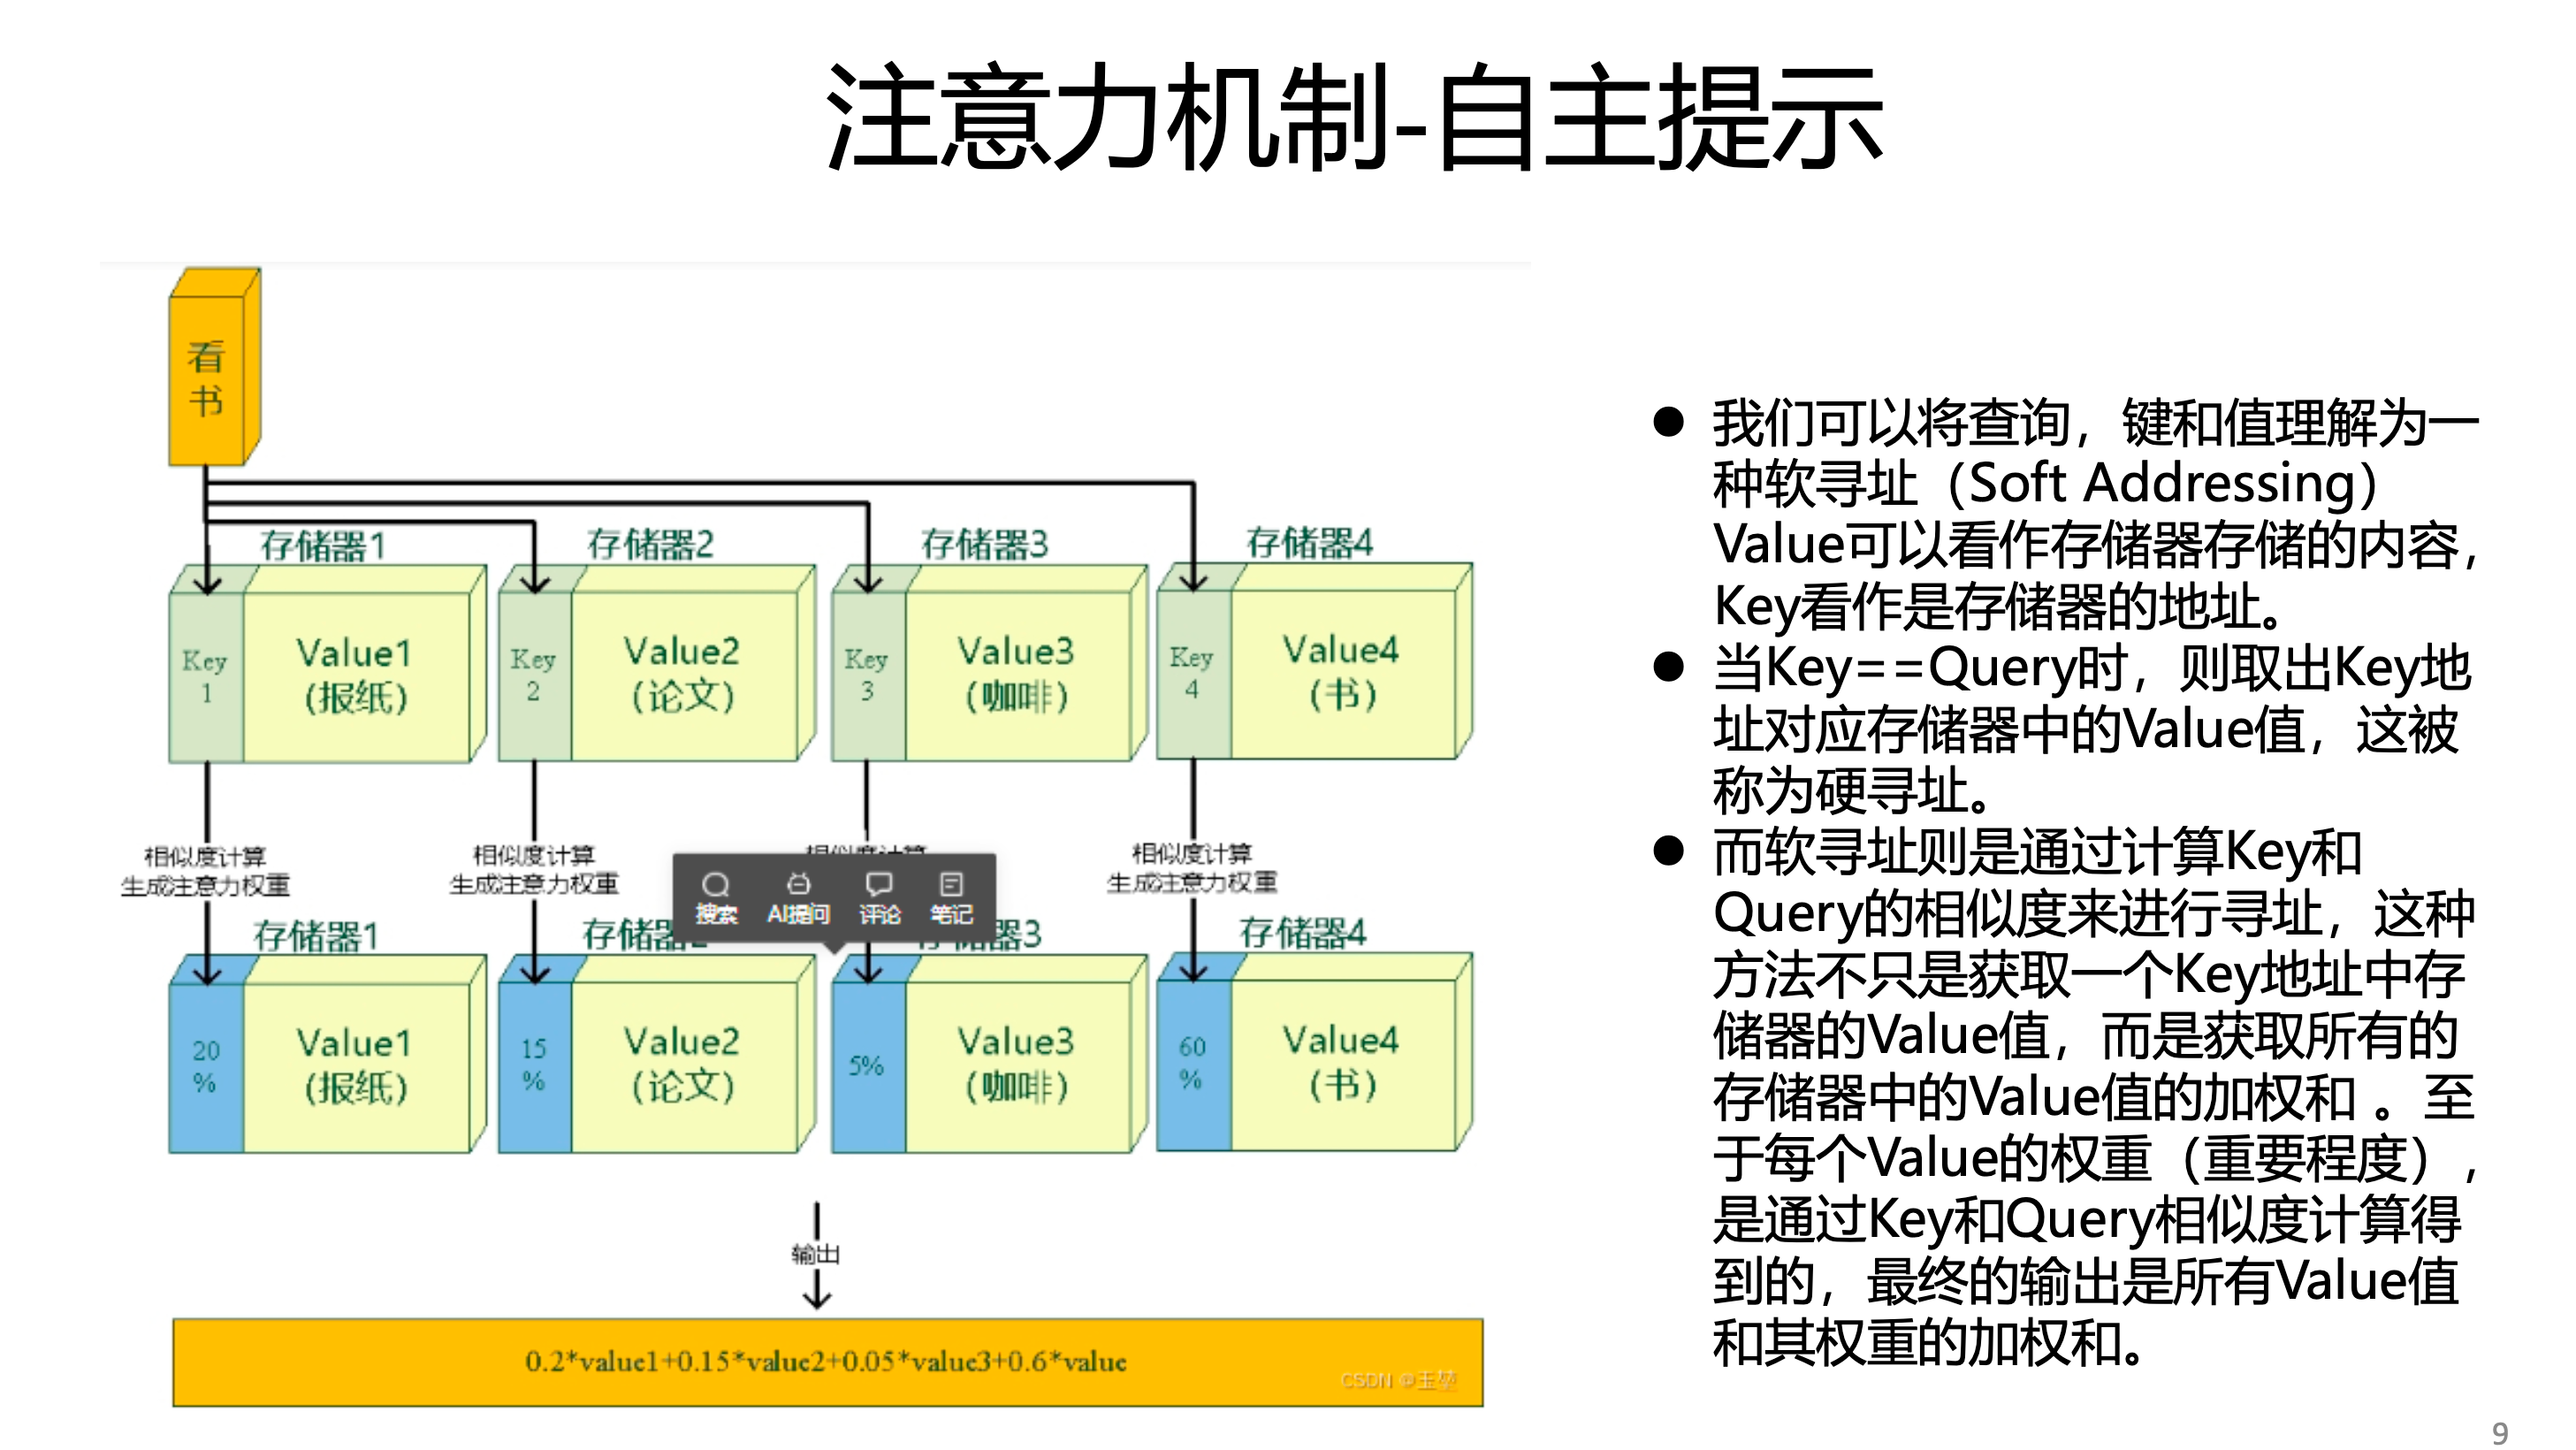 注意力机制-自主提示
看
书
存储器1
存储器2
存储器3
存储器4
Key
1
Value1
(报纸)
Key
2
Value2
(论文)
Key
3
Value3
(咖啡)
Key
4
Value4
(书)
相似度计算
生成注意力权重
相似度计算
生成注意力权重
相似度计算
相似度计算
生成注意力权重
搜索
AI提问
评论
笔记
存储器1
存储器2
存储器3
存储器4
20
%
Value1
(报纸)
15
%
Value2
(论文)
5%
Value3
(咖啡)
60
%
Value4
(书)
输出
0.2*value1+0.15*value2+0.05*value3+0.6*value
CSDN @玉堃
● 我们可以将查询，键和值理解为一
种软寻址（Soft Addressing）
Value可以看作存储器存储的内容，
Key看作是存储器的地址。
● 当Key==Query时，则取出Key地
址对应存储器中的Value值，这被
称为硬寻址。
● 而软寻址则是通过计算Key和
Query的相似度来进行寻址，这种
方法不只是获取一个Key地址中存
储器的Value值，而是获取所有的
存储器中的Value值的加权和 。至
于每个Value的权重（重要程度），
是通过Key和Query相似度计算得
到的，最终的输出是所有Value值
和其权重的加权和。
9